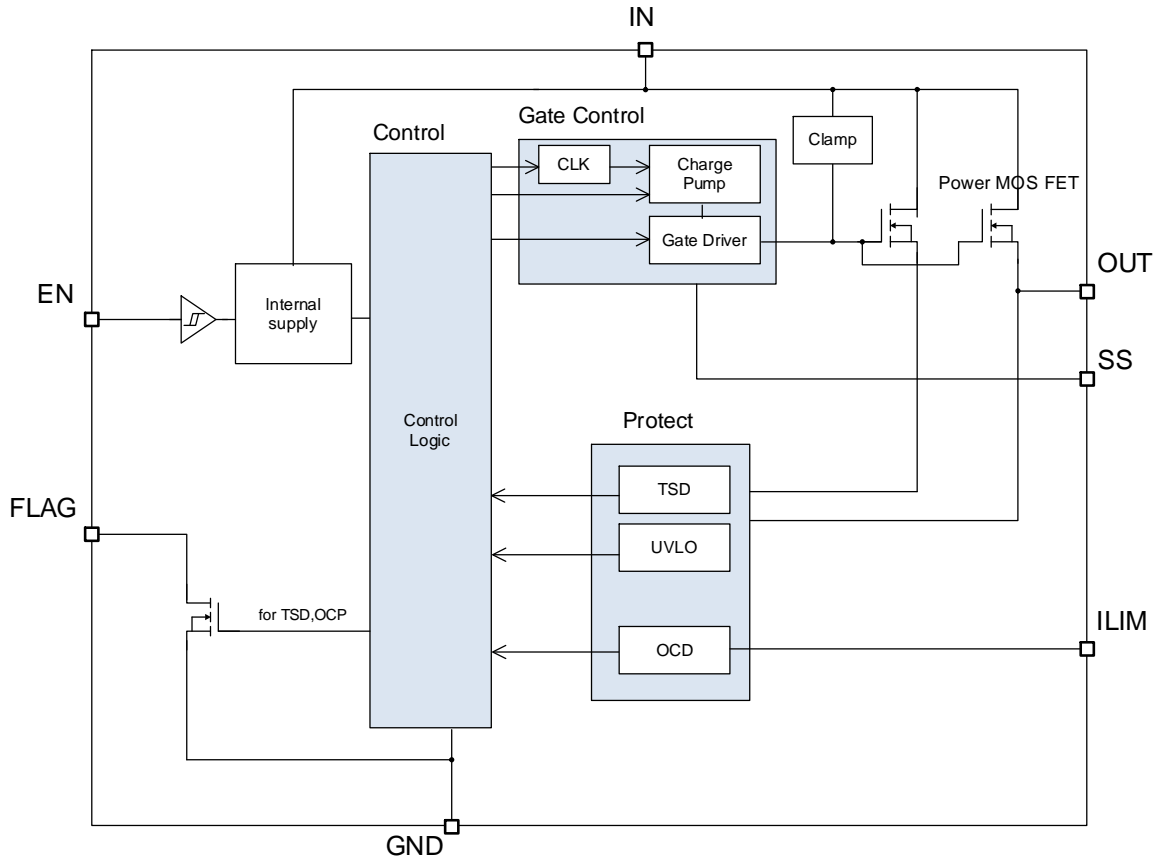 IN
Gate Control
Control
CLK
Charge
Pump
Clamp
Power MOS FET
Gate Driver
OUT
EN
Internal
supply
SS
Control
Logic
Protect
TSD
FLAG
UVLO
for TSD,OCP
OCD
ILIM
GND